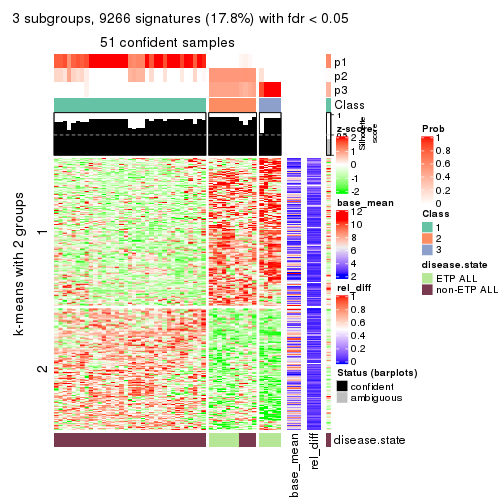 3 subgroups, 9266 signatures (17.8%) with fdr < 0.05
51 confident samples
p1
p2
p3
Class
1
Silhouette
score
z-score
2
1
0
-1
-2
base_mean
12
10
8
6
4
2
rel_diff
1
0.8
0.6
0.4
0.2
0
Status (barplots)
confident
ambiguous
Prob
1
0.8
0.6
0.4
0.2
0
Class
1
2
3
disease.state
ETP ALL
non-ETP ALL
k-means with 2 groups
1
2
base_mean
rel_diff
disease.state